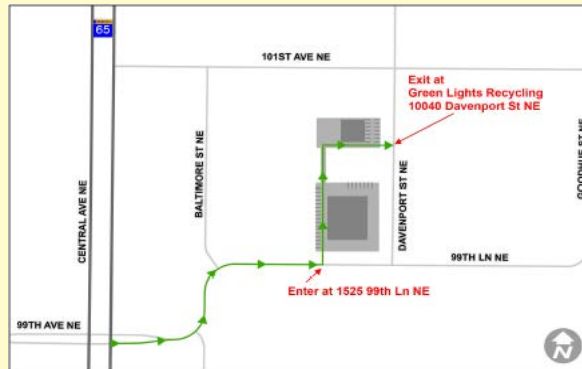 65
101ST AVE NE
Exit at
Green Lights Recycling
10040 Davenport St NE
BALTIMORE ST NE
CENTRAL AVE NE
DAVENPORT ST NE
GOODHUE ST NE
99TH LN NE
Enter at 1525 99th Ln NE
99TH AVE NE
N